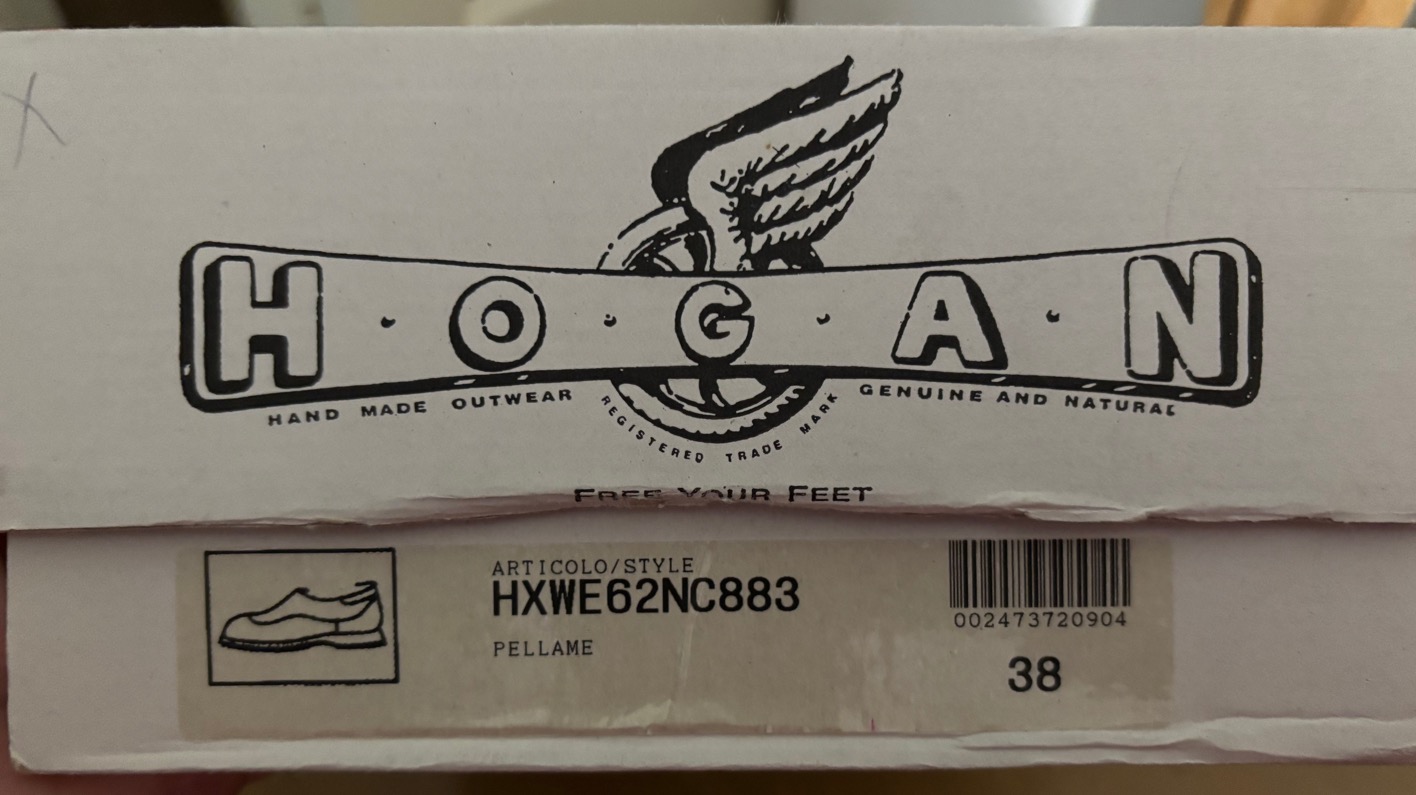 H·O·G·A·N
HAND MADE OUTWEAR
REGISTERED TRADE MARK
GENUINE AND NATURAL
FREE YOUR FEET
ARTICOLO/STYLE
HXWE62NC883
PELLAME
002473720904
38